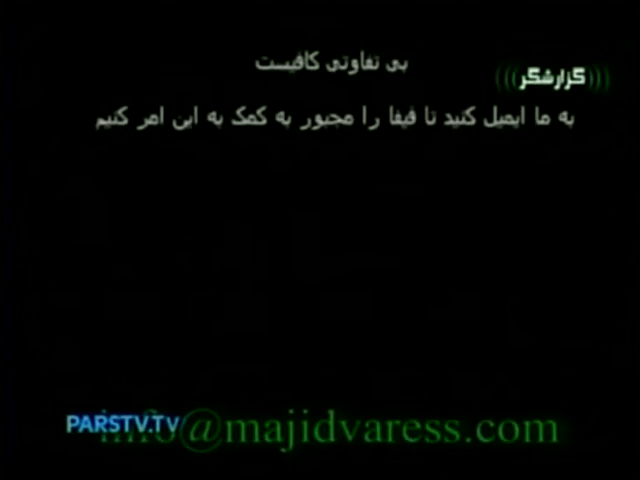 بی تفاوتی کافیست
(((گزارشگر)))
به ما ایمیل کنید تا فیفا را مجبور به کمک به این امر کنیم
PARSTV.TV
info@majidvaress.com